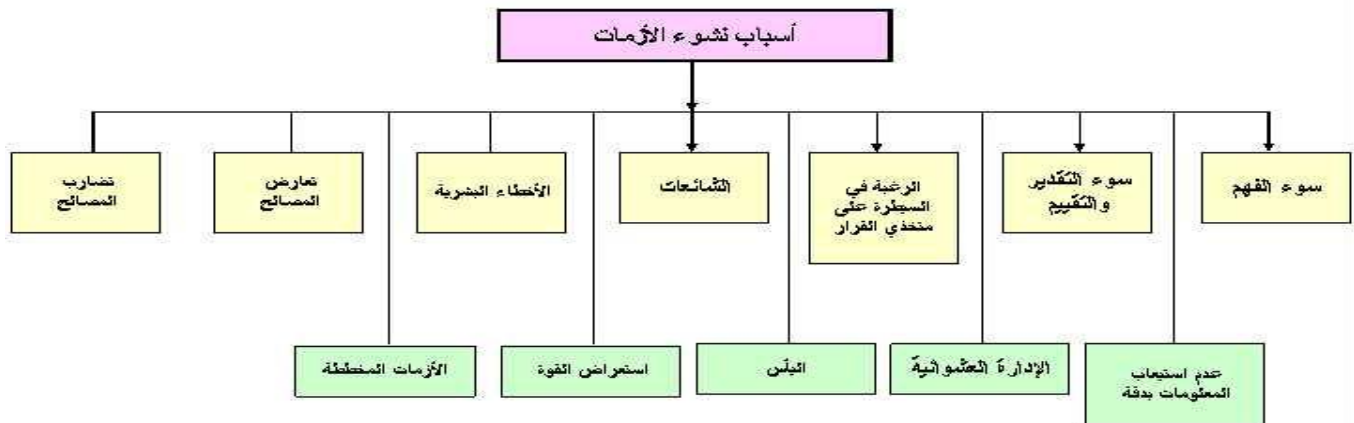 أسباب نشوء الأزمات
سوء الفهم
سوء التقدير
والتقييم
الرغبة في
السيطرة على
متخذي القرار
الشائعات
الأخطاء البشرية
تعارض
المصالح
تضارب
المصالح
عدم استيعاب
المعلومات بدقة
الإدارة العشوائية
اليأس
استعراض القوة
الأزمات المخططة